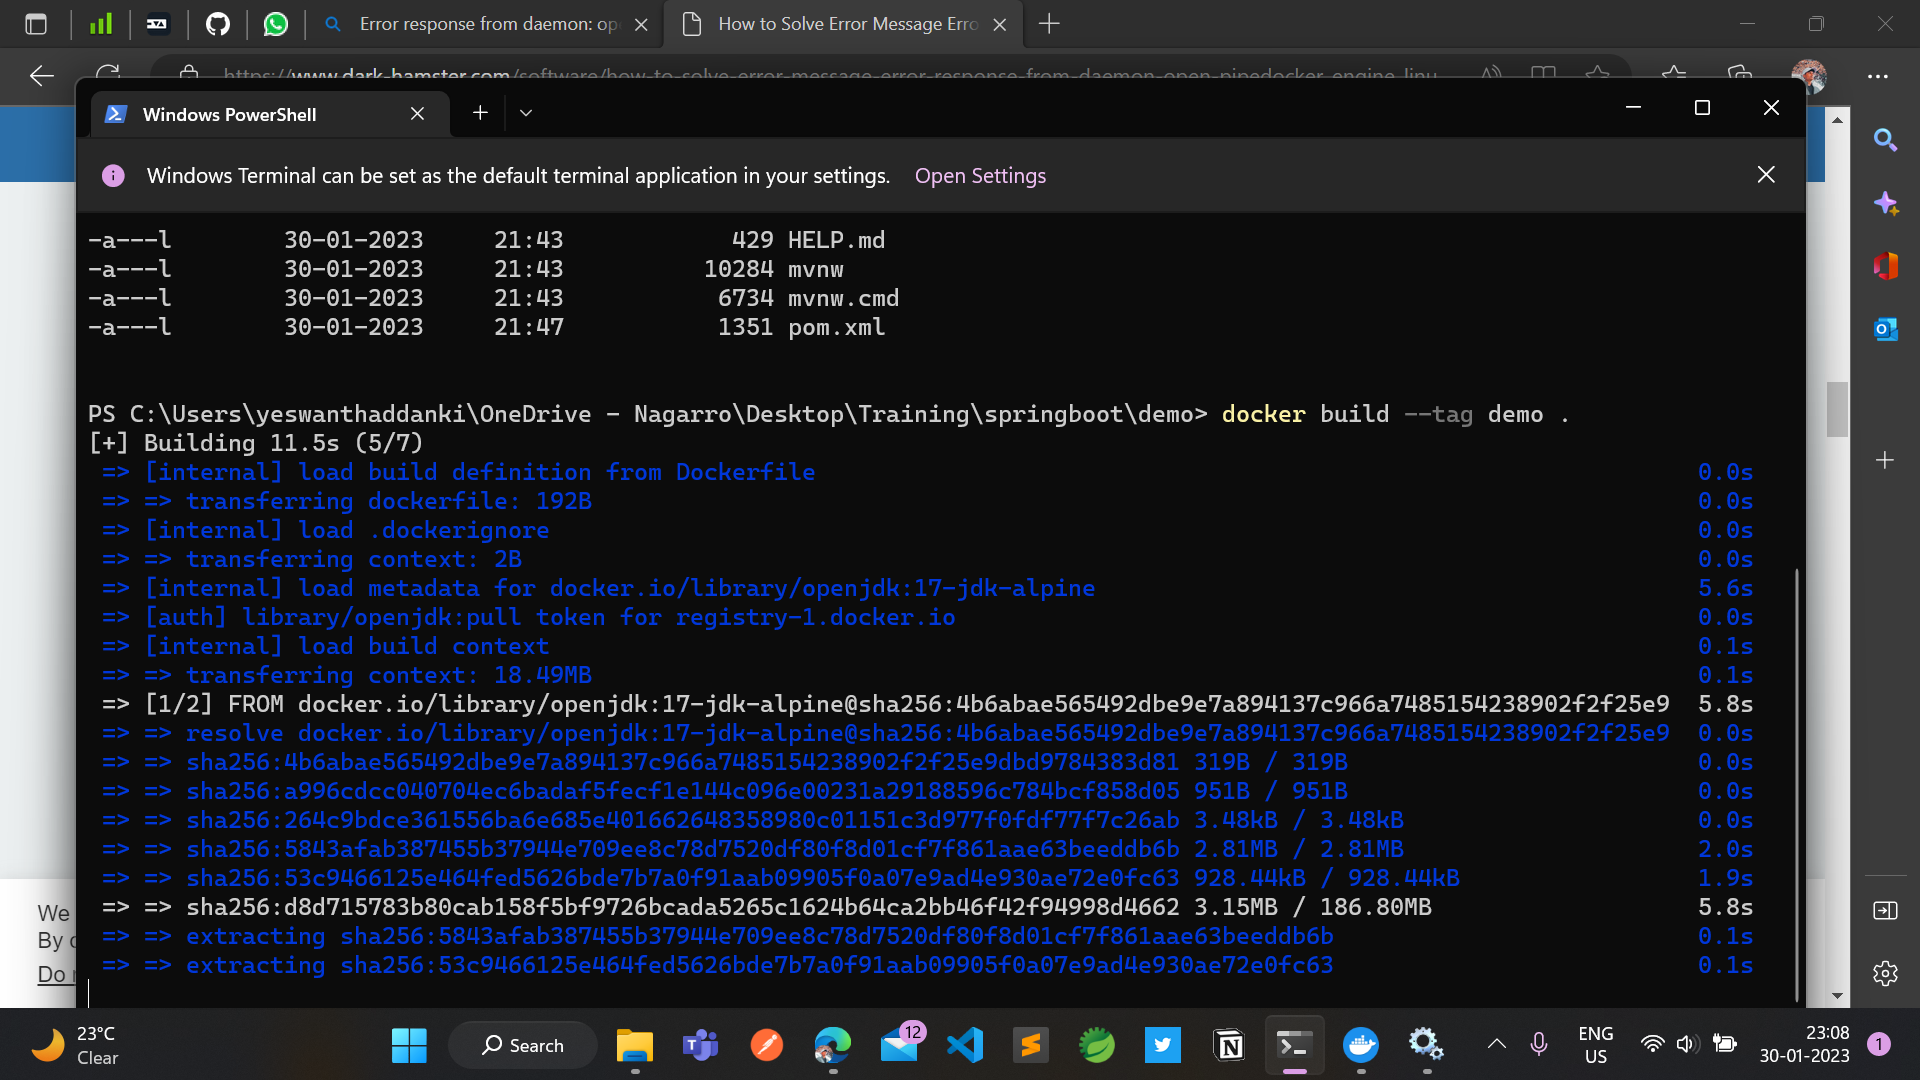 Error response from daemon: op
How to Solve Error Message Erro
https://www.dark-hamster.com/software/how-to-solve-error-message-error-response-from-daemon-open-pipedocker_engine_linu
Windows PowerShell
Windows Terminal can be set as the default terminal application in your settings. Open Settings
-a---l 30-01-2023 21:43 429 HELP.md
-a---l 30-01-2023 21:43 10284 mvnw
-a---l 30-01-2023 21:43 6734 mvnw.cmd
-a---l 30-01-2023 21:47 1351 pom.xml
PS C:\Users\yeswanthaddanki\OneDrive - Nagarro\Desktop\Training\springboot\demo> docker build --tag demo .
[+] Building 11.5s (5/7)
=> [internal] load build definition from Dockerfile 0.0s
=> => transferring dockerfile: 192B 0.0s
=> [internal] load .dockerignore 0.0s
=> => transferring context: 2B 0.0s
=> [internal] load metadata for docker.io/library/openjdk:17-jdk-alpine 5.6s
=> [auth] library/openjdk:pull token for registry-1.docker.io 0.0s
=> [internal] load build context 0.1s
=> => transferring context: 18.49MB 0.1s
=> [1/2] FROM docker.io/library/openjdk:17-jdk-alpine@sha256:4b6abae565492dbe9e7a894137c966a7485154238902f2f25e9 5.8s
=> => resolve docker.io/library/openjdk:17-jdk-alpine@sha256:4b6abae565492dbe9e7a894137c966a7485154238902f2f25e9 0.0s
=> => sha256:4b6abae565492dbe9e7a894137c966a7485154238902f2f25e9dbd9784383d81 319B / 319B 0.0s
=> => sha256:a996cdcc040704ec6badaf5fecf1e144c096e00231a29188596c784bcf858d05 951B / 951B 0.0s
=> => sha256:264c9bdce361556ba6e685e401662648358980c01151c3d977f0fdf77f7c26ab 3.48kB / 3.48kB 0.0s
=> => sha256:5843afab387455b37944e709ee8c78d7520df80f8d01cf7f861aae63beeddb6b 2.81MB / 2.81MB 2.0s
=> => sha256:53c9466125e464fed5626bde7b7a0f91aab09905f0a07e9ad4e930ae72e0fc63 928.44kB / 928.44kB 1.9s
=> => sha256:d8d715783b80cab158f5bf9726bcada5265c1624b64ca2bb46f42f94998d4662 3.15MB / 186.80MB 5.8s
=> => extracting sha256:5843afab387455b37944e709ee8c78d7520df80f8d01cf7f861aae63beeddb6b 0.1s
=> => extracting sha256:53c9466125e464fed5626bde7b7a0f91aab09905f0a07e9ad4e930ae72e0fc63 0.1s
We
By
Do
23°C
Clear
Search
12
ENG
US
23:08
30-01-2023
1